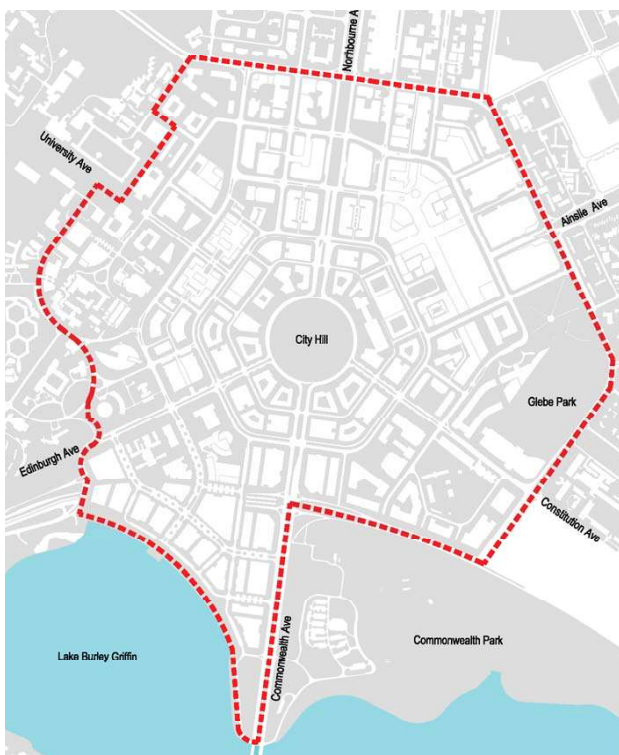 Northbourne A
University Ave
Ainslie Ave
City Hill
Glebe Park
Edinburgh Ave
Constitution Ave
Commonwealth Ave
Commonwealth Park
Lake Burley Griffin